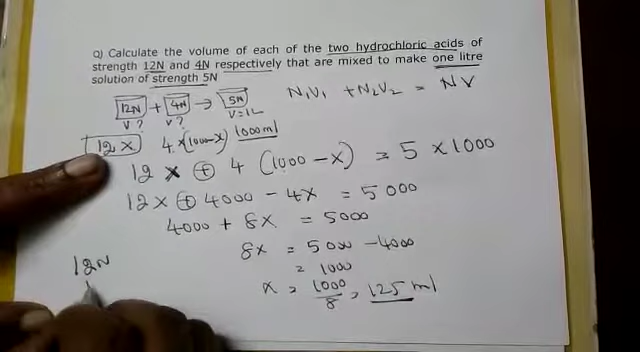 Q) Calculate the volume of each of the two hydrochloric acids of
strength 12N and 4N respectively that are mixed to make one litre
solution of strength 5N
12N + 4N → 5N N₁V₁ + N₂V₂ = NV
V? V? V=1L
12x 4×(1000-x) 1000ml
12x + 4 (1000-x) = 5 × 1000
12x + 4000 - 4x = 5000
4000 + 8x = 5000
8x = 5000 - 4000
= 1000
x = 1000/8 = 125 ml
12N